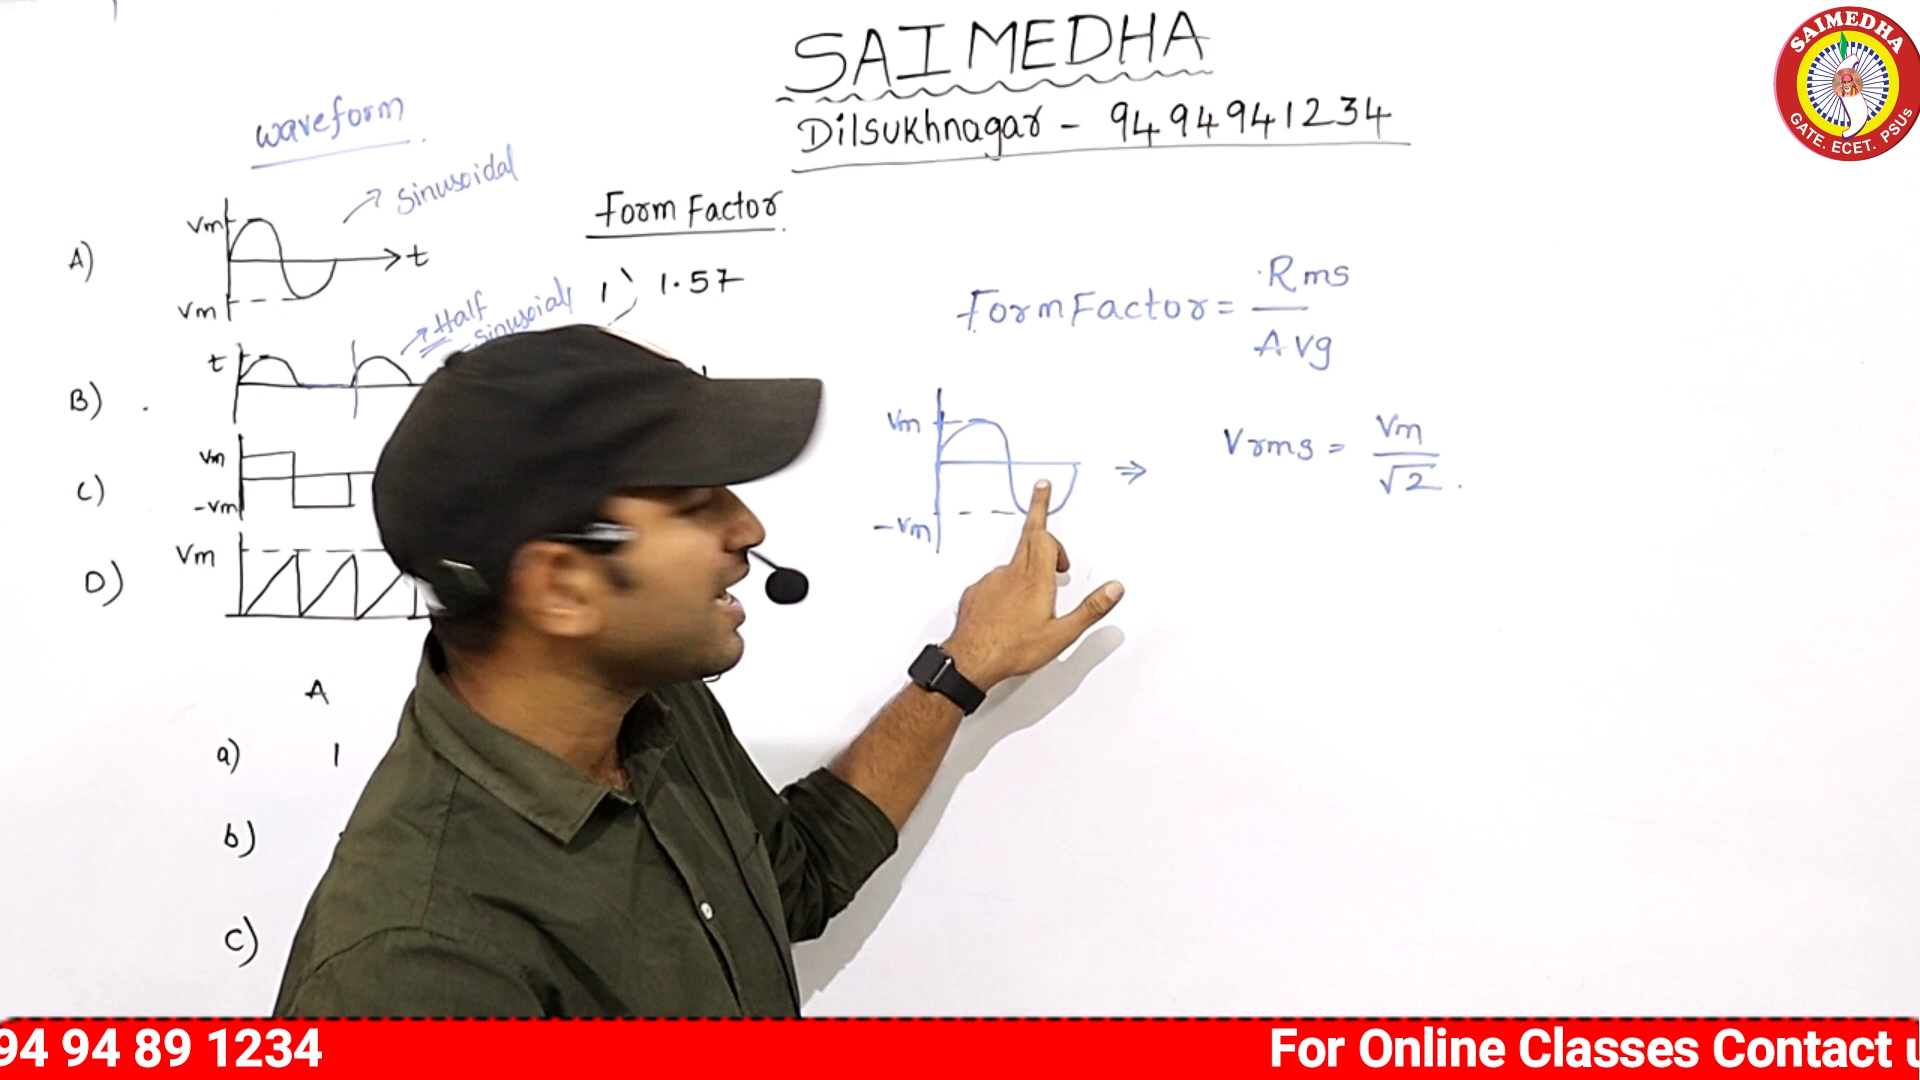 SAIMEDHA
Dilsukhnagar - 9494941234
SAIMEDHA
GATE. ECET. PSUs
waveform
Sinusoidal
Form Factor
A)
Vm
t
Vm
1) 1.57
Half
Sinusoial
B)
t
C)
Vm
-Vm
D)
Vm
A
a) 1
b)
c)
Form Factor = Rms
Avg
Vm
-Vm
⇒ Vrms = Vm
√2 .
94 94 89 1234
For Online Classes Contact